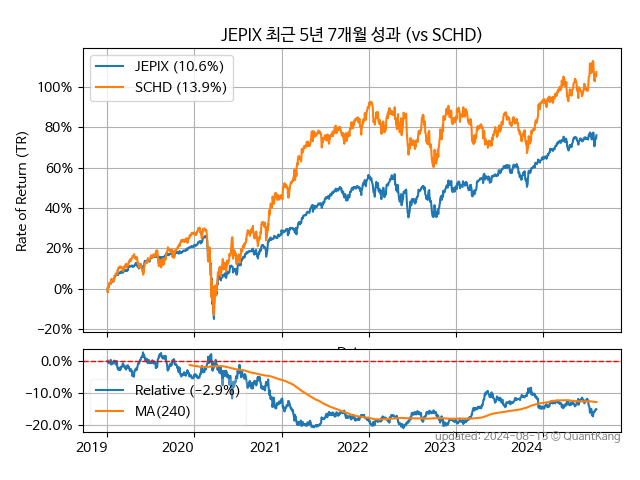 JEPIX 최근 5년 7개월 성과 (vs SCHD)
Rate of Return (TR)
JEPIX (10.6%)
SCHD (13.9%)
100%
80%
60%
40%
20%
0%
−20%
0.0%
−10.0%
−20.0%
Relative (−2.9%)
MA(240)
2019
2020
2021
2022
2023
2024
updated: 2024-08-13 © QuantKang